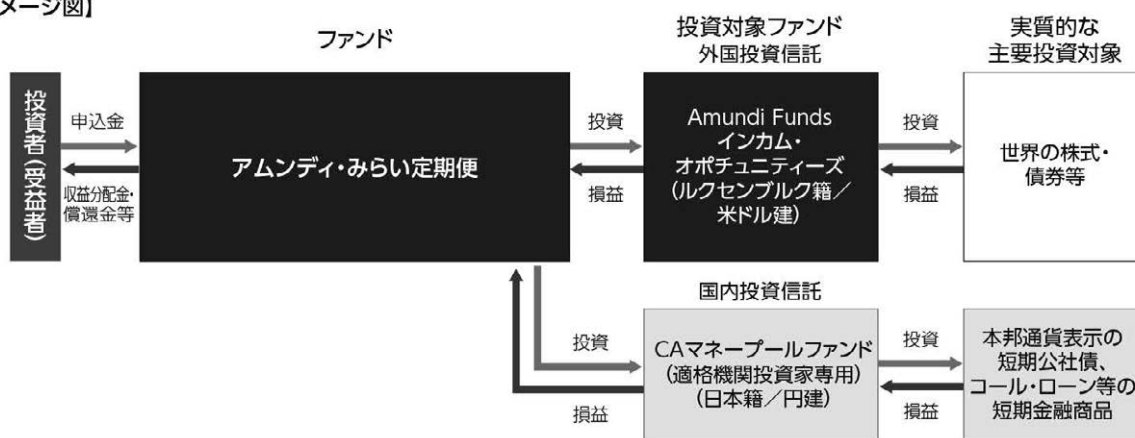 メージ図】
ファンド
投資対象ファンド
外国投資信託
実質的な
主要投資対象
投資者(受益者)
申込金
収益分配金・
償還金等
アムンディ・みらい定期便
投資
損益
Amundi Funds
インカム・
オポチュニティーズ
(ルクセンブルク籍／
米ドル建)
投資
損益
世界の株式・
債券等
国内投資信託
投資
損益
CAマネープールファンド
(適格機関投資家専用)
(日本籍／円建)
投資
損益
本邦通貨表示の
短期公社債、
コール・ローン等の
短期金融商品